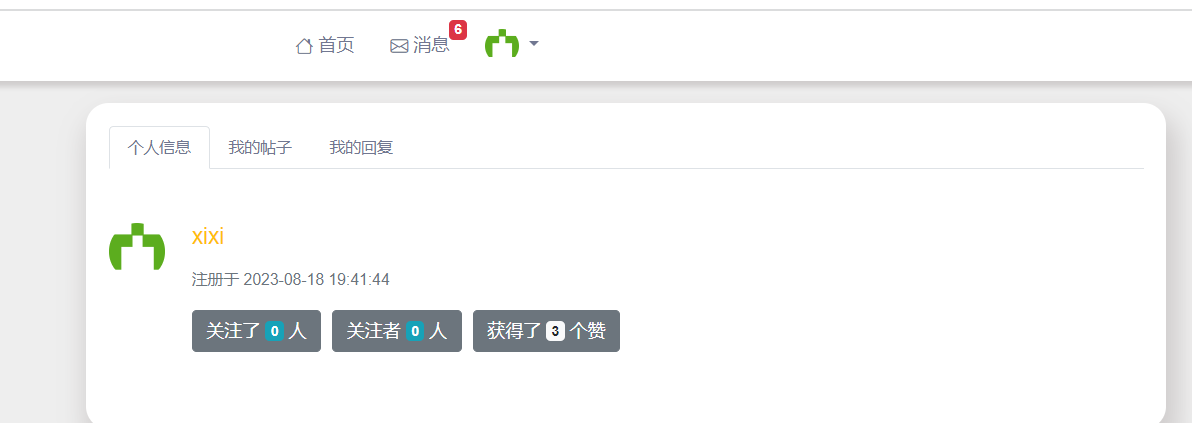 首页 消息 6
个人信息 我的帖子 我的回复
xixi
注册于 2023-08-18 19:41:44
关注了 0 人 关注者 0 人 获得了 3 个赞